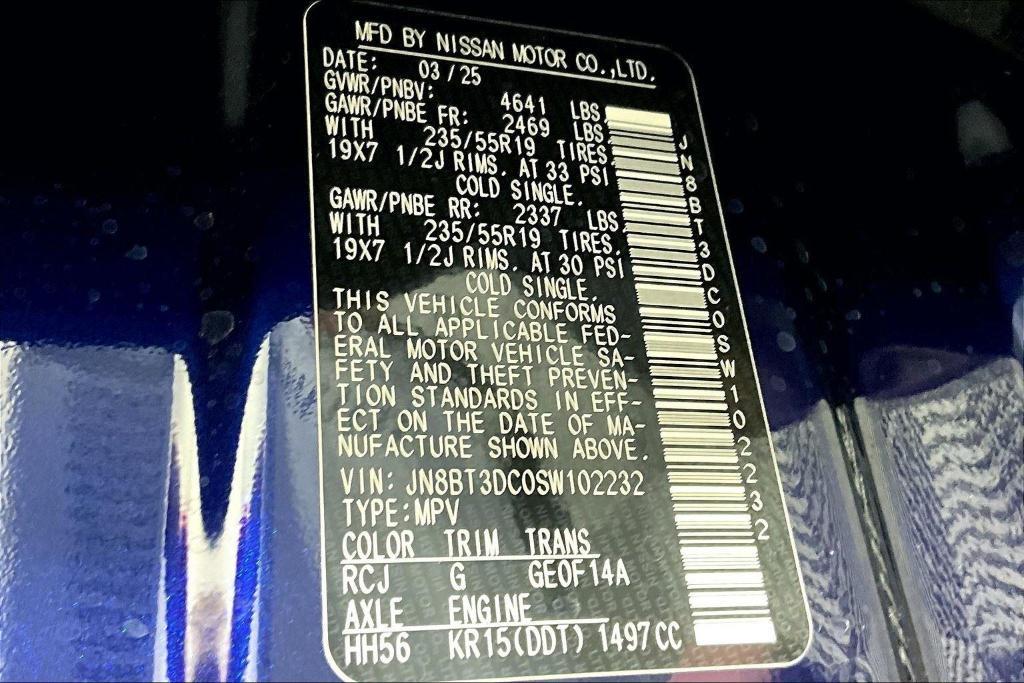 MFD BY NISSAN MOTOR CO.,LTD.
DATE: 03/25
GVWR/PNBV: 4641 LBS
GAWR/PNBE FR: 2469 LBS
WITH 235/55R19 TIRES
19X7 1/2J RIMS. AT 33 PSI
COLD SINGLE.
GAWR/PNBE RR: 2337 LBS
WITH 235/55R19 TIRES.
19X7 1/2J RIMS. AT 30 PSI
COLD SINGLE.
THIS VEHICLE CONFORMS
TO ALL APPLICABLE FED-
ERAL MOTOR VEHICLE SA-
FETY AND THEFT PREVEN-
TION STANDARDS IN EFF-
ECT ON THE DATE OF MA-
NUFACTURE SHOWN ABOVE.
VIN: JN8BT3DC0SW102232
TYPE:MPV
COLOR TRIM TRANS
RCJ G GE0F14A
AXLE ENGINE
HH56 KR15(DDT) 1497CC
JN8BT3DC0SW102232